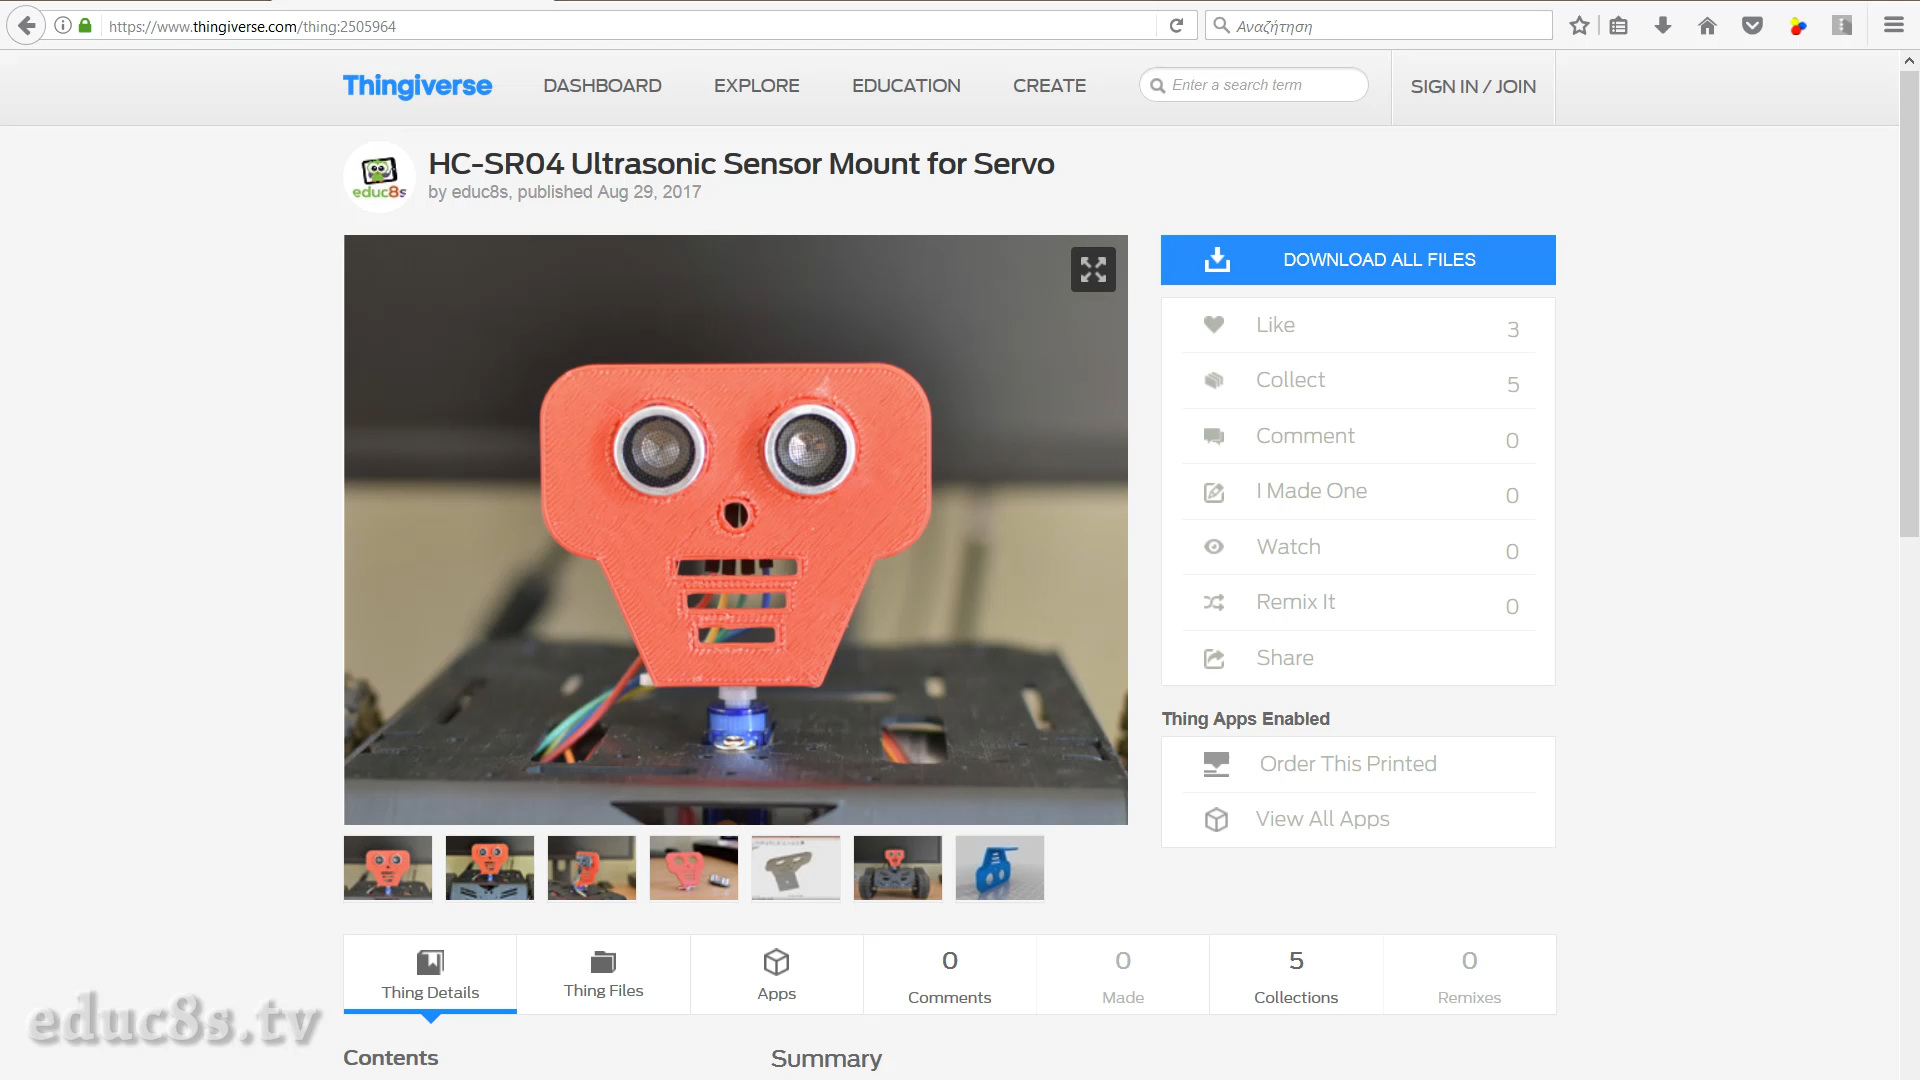 https://www.thingiverse.com/thing:2505964
Αναζήτηση
Thingiverse
DASHBOARD
EXPLORE
EDUCATION
CREATE
Enter a search term
SIGN IN / JOIN
educ8s
HC-SR04 Ultrasonic Sensor Mount for Servo
by educ8s, published Aug 29, 2017
DOWNLOAD ALL FILES
Like 3
Collect 5
Comment 0
I Made One 0
Watch 0
Remix It 0
Share
Thing Apps Enabled
Order This Printed
View All Apps
Thing Details
Thing Files
Apps
0
Comments
0
Made
5
Collections
0
Remixes
educ8s.tv
Contents
Summary